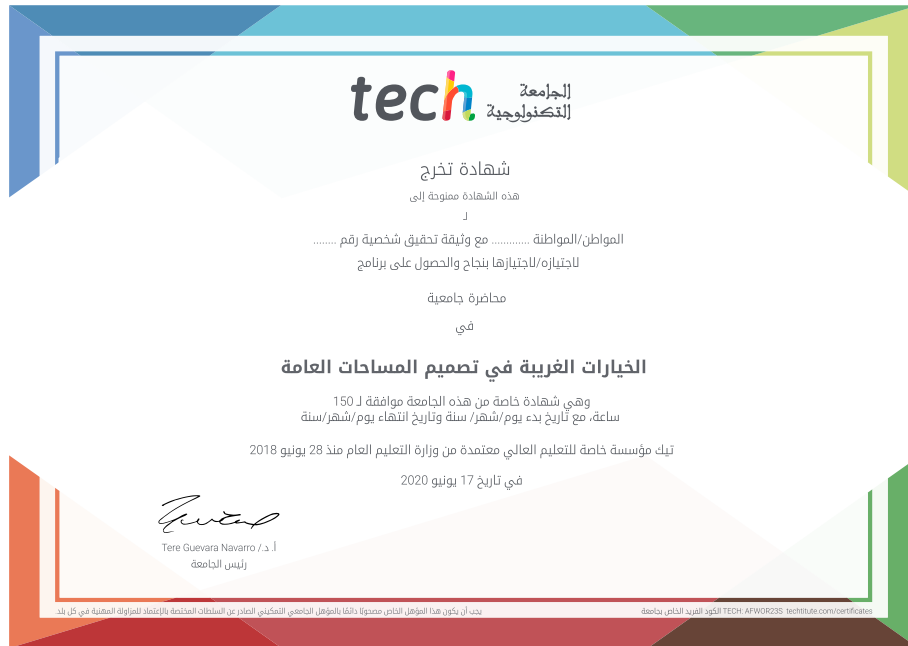 tech الجامعة
التكنولوجية
شهادة تخرج
هذه الشهادة ممنوحة إلى
لـ
المواطن/المواطنة ............. مع وثيقة تحقيق شخصية رقم ........
لاجتيازه/لاجتيازها بنجاح والحصول على برنامج
محاضرة جامعية
في
الخيارات الغريبة في تصميم المساحات العامة
وهي شهادة خاصة من هذه الجامعة موافقة لـ 150
ساعة، مع تاريخ بدء يوم/شهر/ سنة وتاريخ انتهاء يوم/شهر/سنة
تيك مؤسسة خاصة للتعليم العالي معتمدة من وزارة التعليم العام منذ 28 يونيو 2018
في تاريخ 17 يونيو 2020
أ. د./ Tere Guevara Navarro
رئيس الجامعة
يجب أن يكون هذا المؤهل الخاص مصحوبًا دائمًا بالمؤهل الجامعي التمكيني الصادر عن السلطات المختصة بالإعتماد للمزاولة المهنية في كل بلد.
الكود الفريد الخاص بجامعة TECH: AFWOR23S techtitute.com/certificates